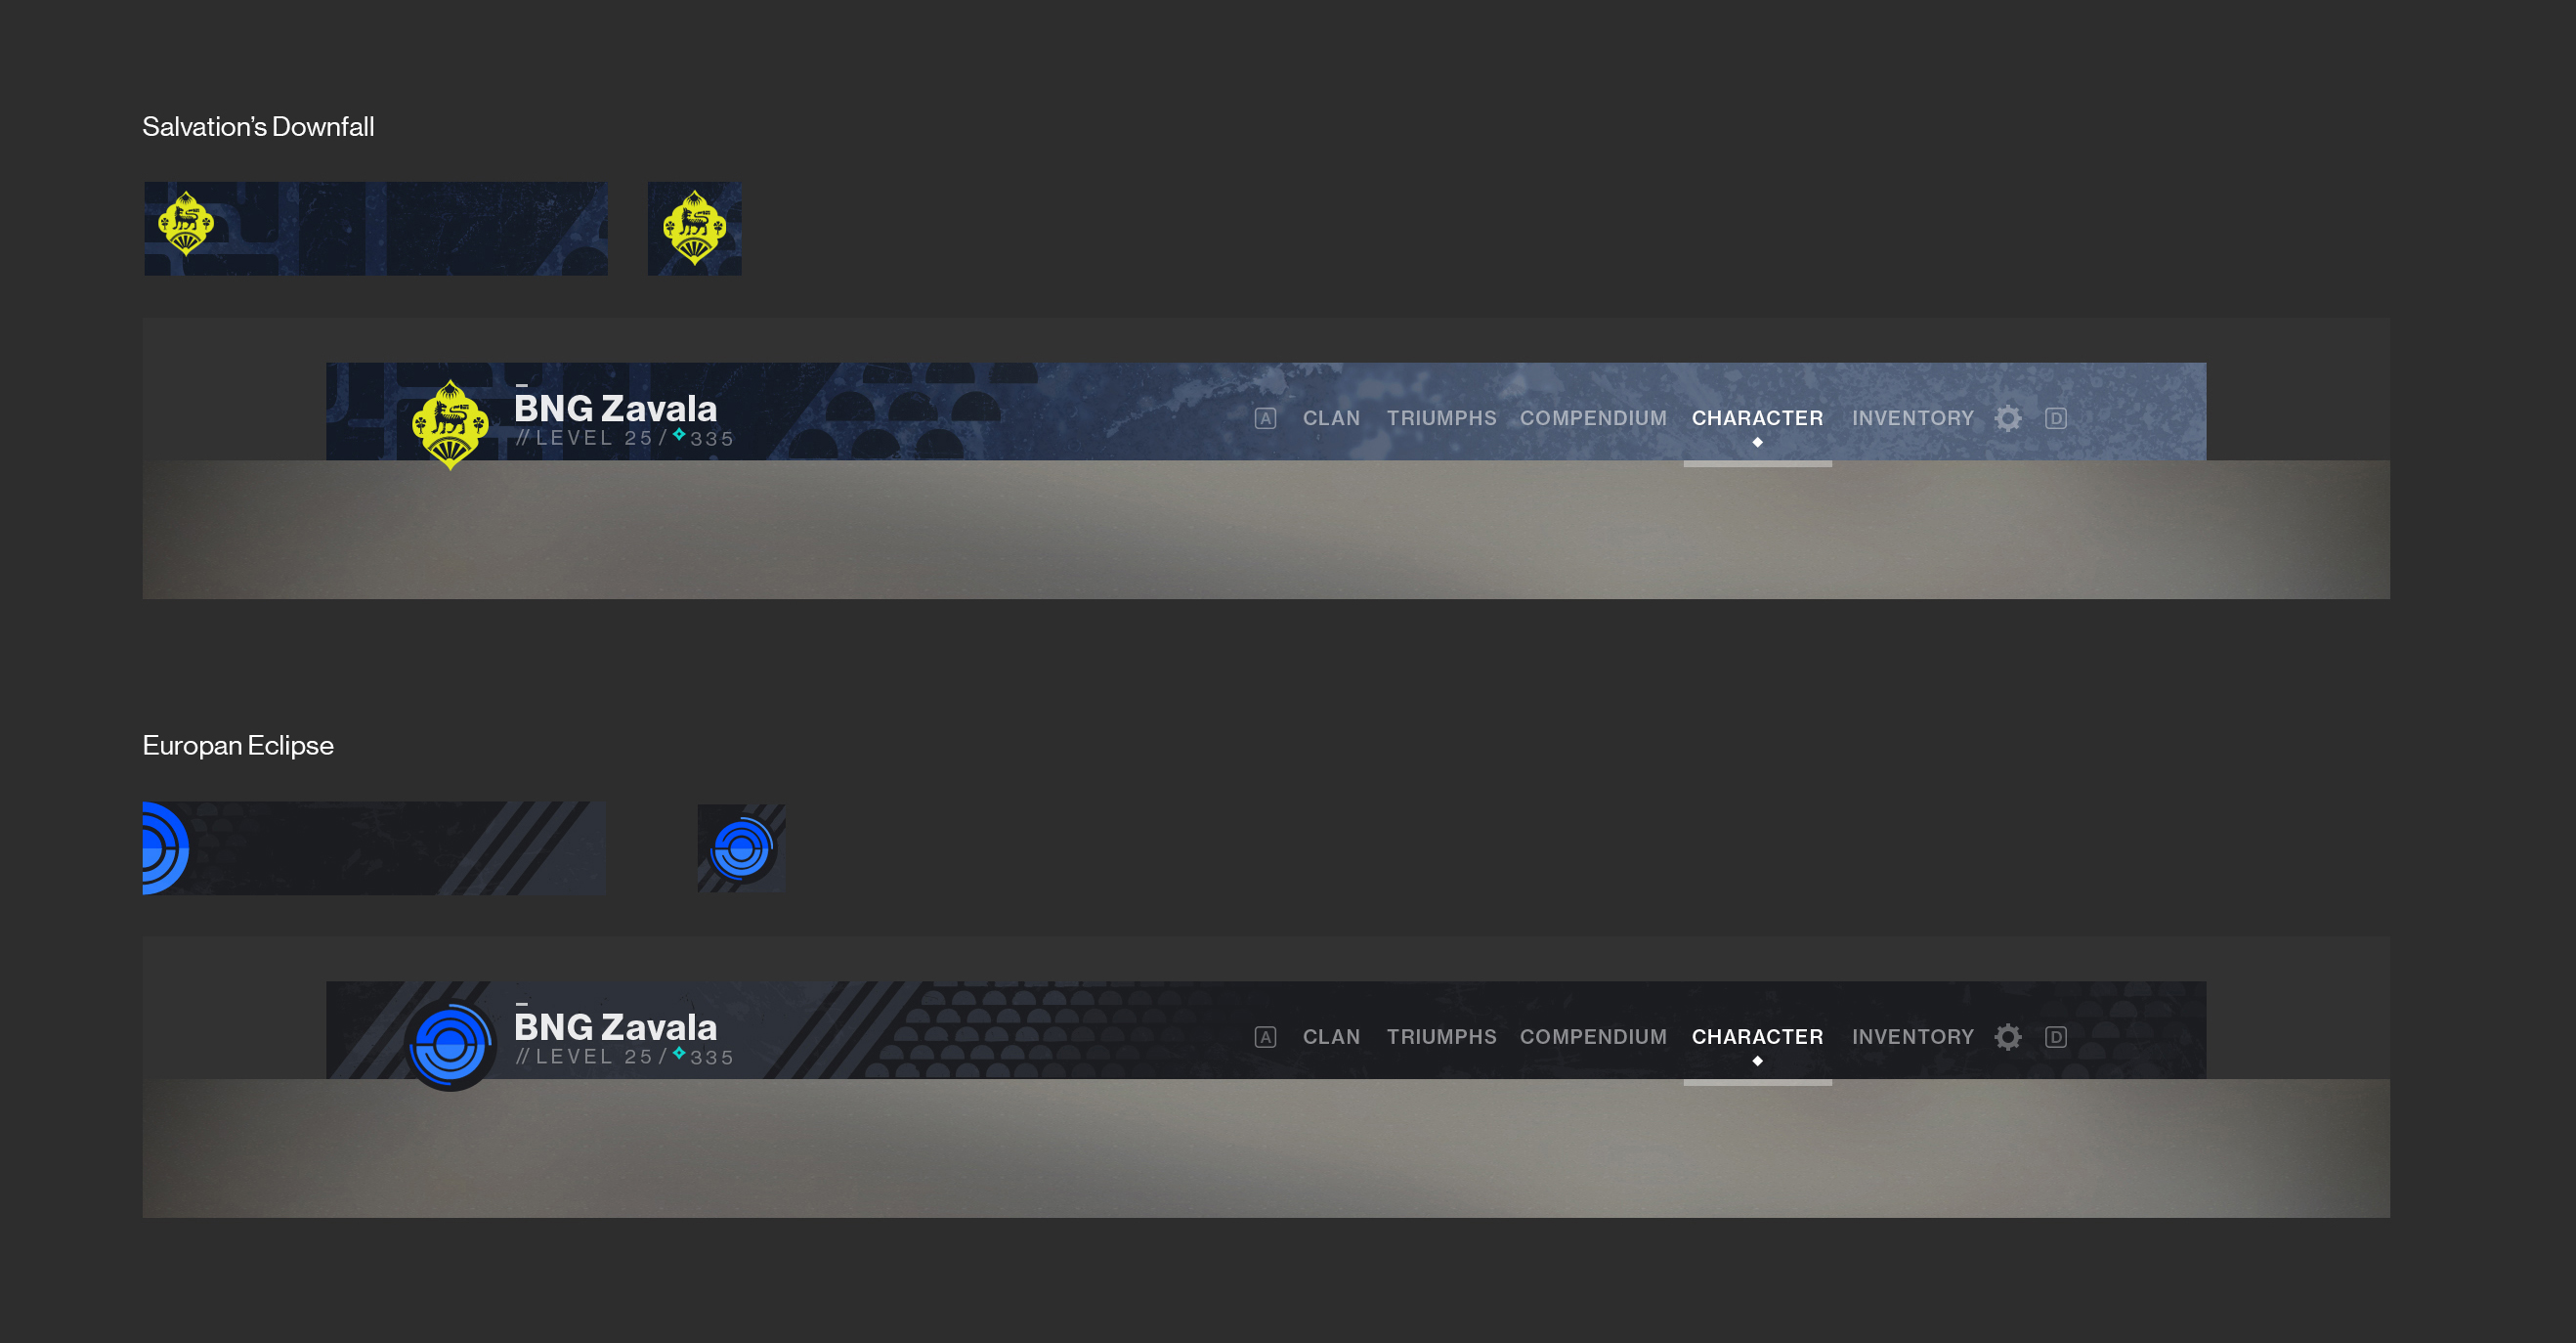 Salvation’s Downfall
BNG Zavala
// LEVEL 25 / 335
A CLAN TRIUMPHS COMPENDIUM CHARACTER INVENTORY D
Europan Eclipse
BNG Zavala
// LEVEL 25 / 335
A CLAN TRIUMPHS COMPENDIUM CHARACTER INVENTORY D